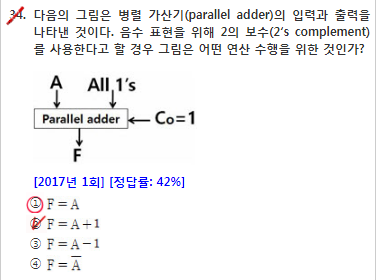 34. 다음의 그림은 병렬 가산기(parallel adder)의 입력과 출력을
나타낸 것이다. 음수 표현을 위해 2의 보수(2's complement)
를 사용한다고 할 경우 그림은 어떤 연산 수행을 위한 것인가?
A All 1's
Parallel adder Co=1
F
[2017년 1회] [정답률: 42%]
① F = A
② F = A + 1
③ F = A - 1
④ F = A̅